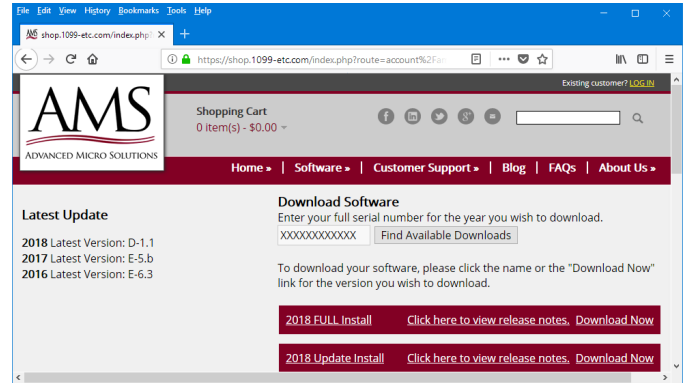 File Edit View History Bookmarks Tools Help
shop.1099-etc.com/index.php?
https://shop.1099-etc.com/index.php?route=account%2Far
Existing customer? LOG IN
AMS
ADVANCED MICRO SOLUTIONS
Shopping Cart
0 item(s) - $0.00
Home » | Software » | Customer Support » | Blog | FAQs | About Us »
Latest Update
2018 Latest Version: D-1.1
2017 Latest Version: E-5.b
2016 Latest Version: E-6.3
Download Software
Enter your full serial number for the year you wish to download.
XXXXXXXXXXXX Find Available Downloads
To download your software, please click the name or the "Download Now"
link for the version you wish to download.
2018 FULL Install Click here to view release notes. Download Now
2018 Update Install Click here to view release notes. Download Now